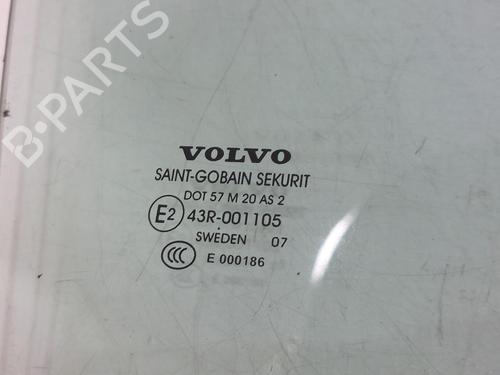 B-PARTS
VOLVO
SAINT-GOBAIN SEKURIT
DOT 57 M 20 AS 2
E2 43R-001105
SWEDEN 07
CCC E 000186